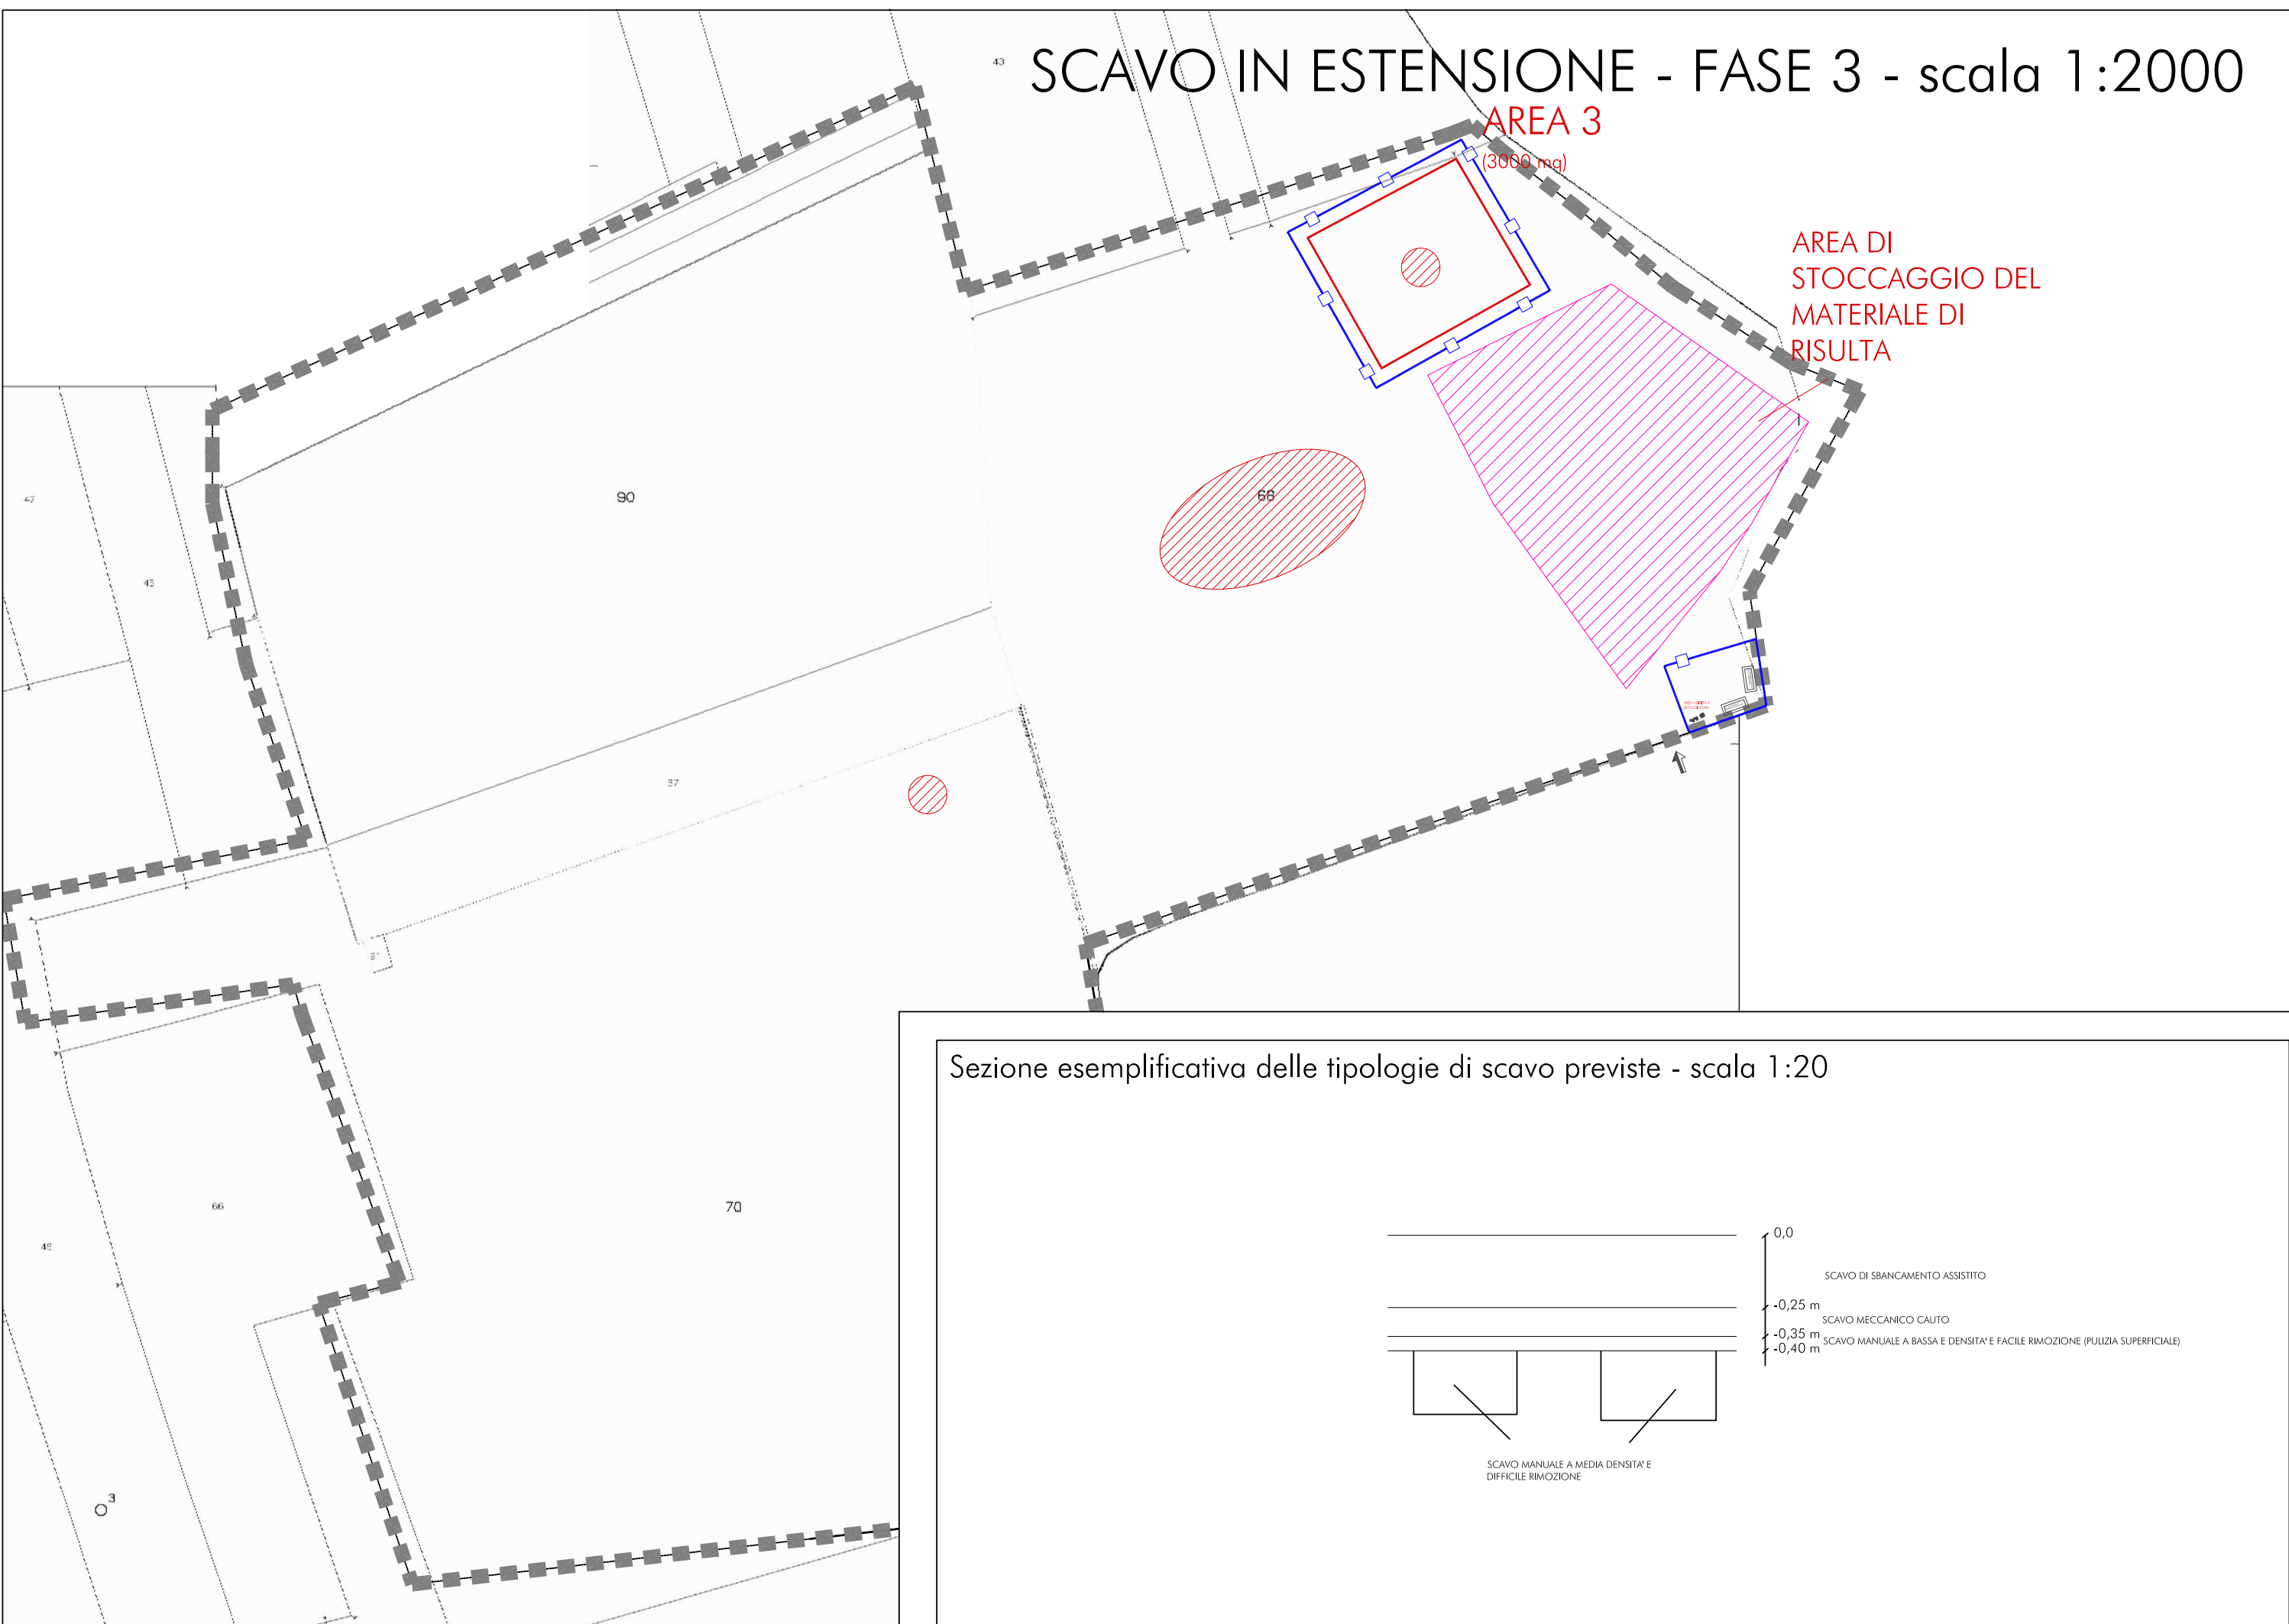 SCAVO IN ESTENSIONE - FASE 3 - scala 1:2000
43
AREA 3
(3000 mq)
AREA DI
STOCCAGGIO DEL
MATERIALE DI
RISULTA
47
90
68
70
66
3
Sezione esemplificativa delle tipologie di scavo previste - scala 1:20
0,0
SCAVO DI SBANCAMENTO ASSISTITO
-0,25 m
SCAVO MECCANICO CAUTO
-0,35 m
SCAVO MANUALE A BASSA E DENSITA' E FACILE RIMOZIONE (PULIZIA SUPERFICIALE)
-0,40 m
SCAVO MANUALE A MEDIA DENSITA' E
DIFFICILE RIMOZIONE